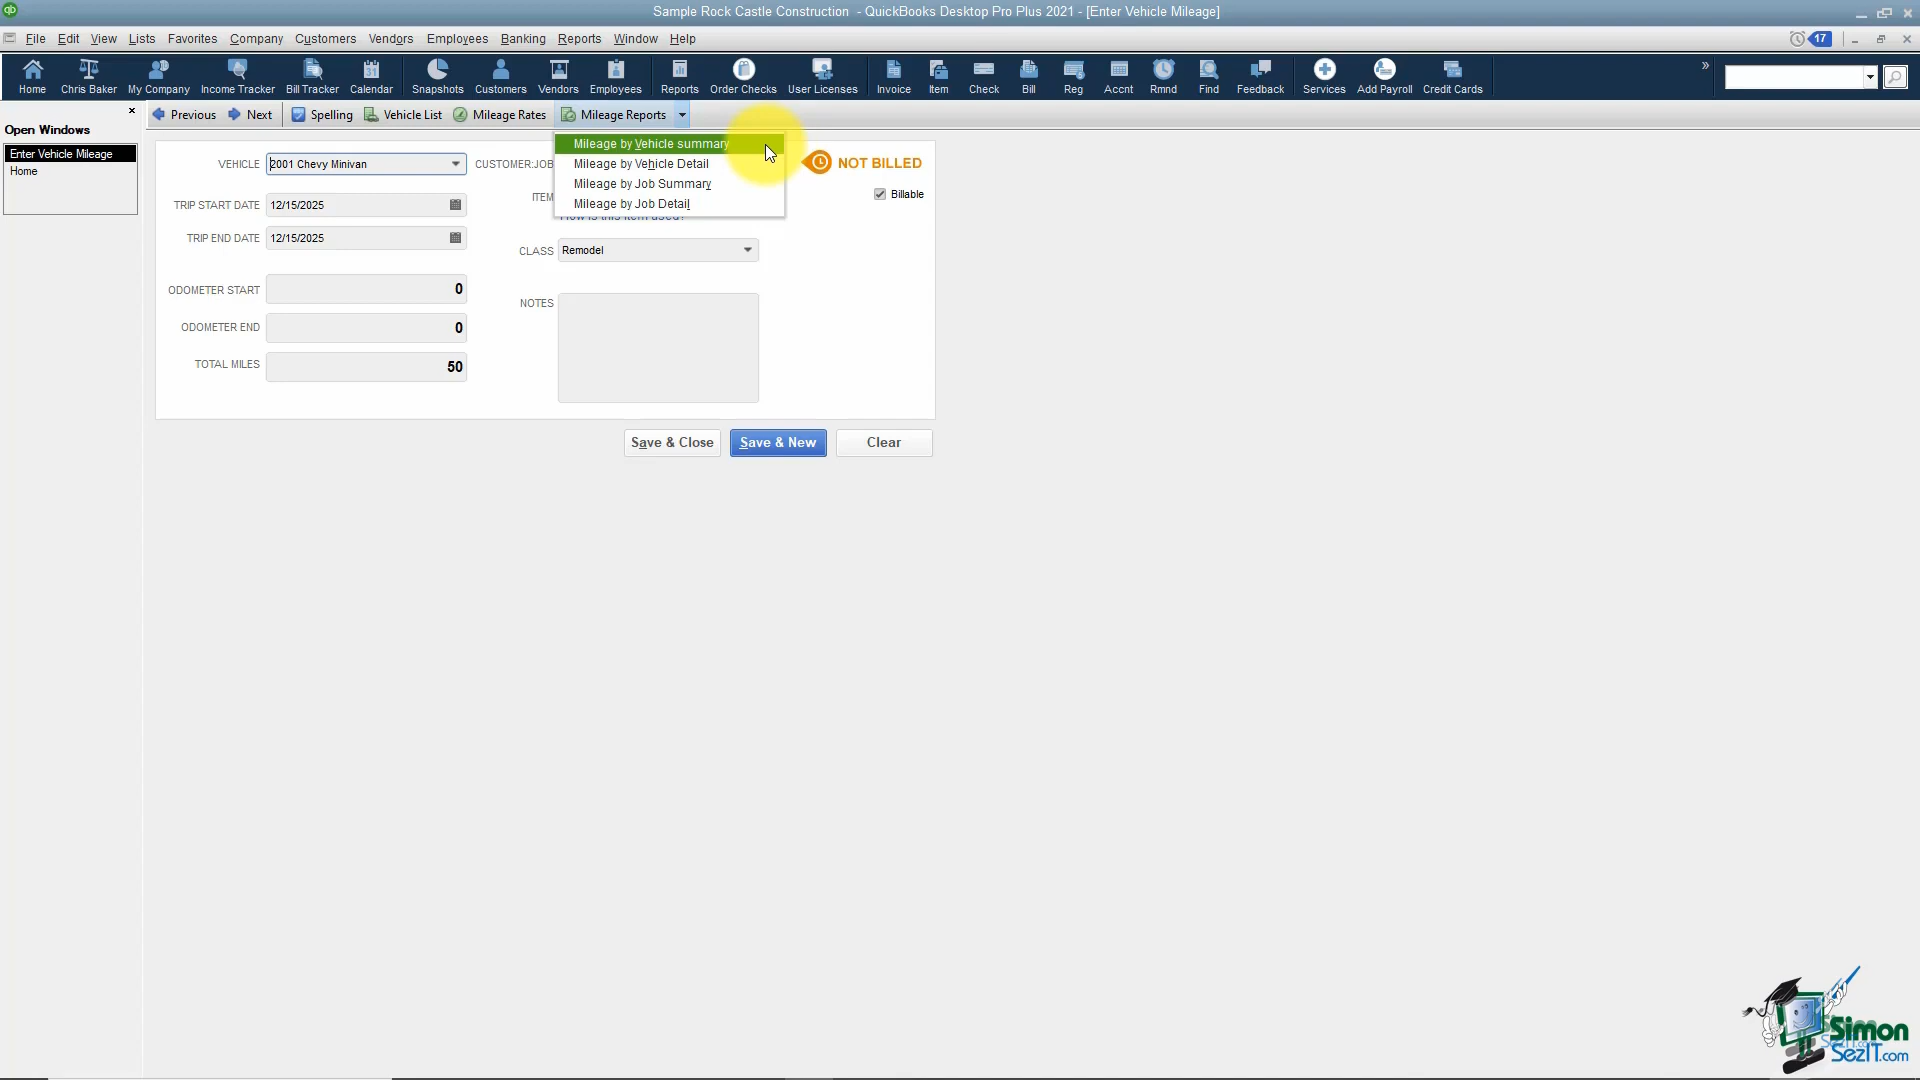 Sample Rock Castle Construction - QuickBooks Desktop Pro Plus 2021 - [Enter Vehicle Mileage]
File Edit View Lists Favorites Company Customers Vendors Employees Banking Reports Window Help
17
Home Chris Baker My Company Income Tracker Bill Tracker Calendar Snapshots Customers Vendors Employees Reports Order Checks User Licenses Invoice Item Check Bill Reg Accnt Rmnd Find Feedback Services Add Payroll Credit Cards
Previous Next Spelling Vehicle List Mileage Rates Mileage Reports
Open Windows
Enter Vehicle Mileage
Home
Mileage by Vehicle summary
Mileage by Vehicle Detail
Mileage by Job Summary
Mileage by Job Detail
VEHICLE 2001 Chevy Minivan
CUSTOMER:JOB
NOT BILLED
Billable
TRIP START DATE 12/15/2025
ITEM
TRIP END DATE 12/15/2025
CLASS Remodel
ODOMETER START 0
NOTES
ODOMETER END 0
TOTAL MILES 50
Save & Close Save & New Clear
Simon
SezIT.com